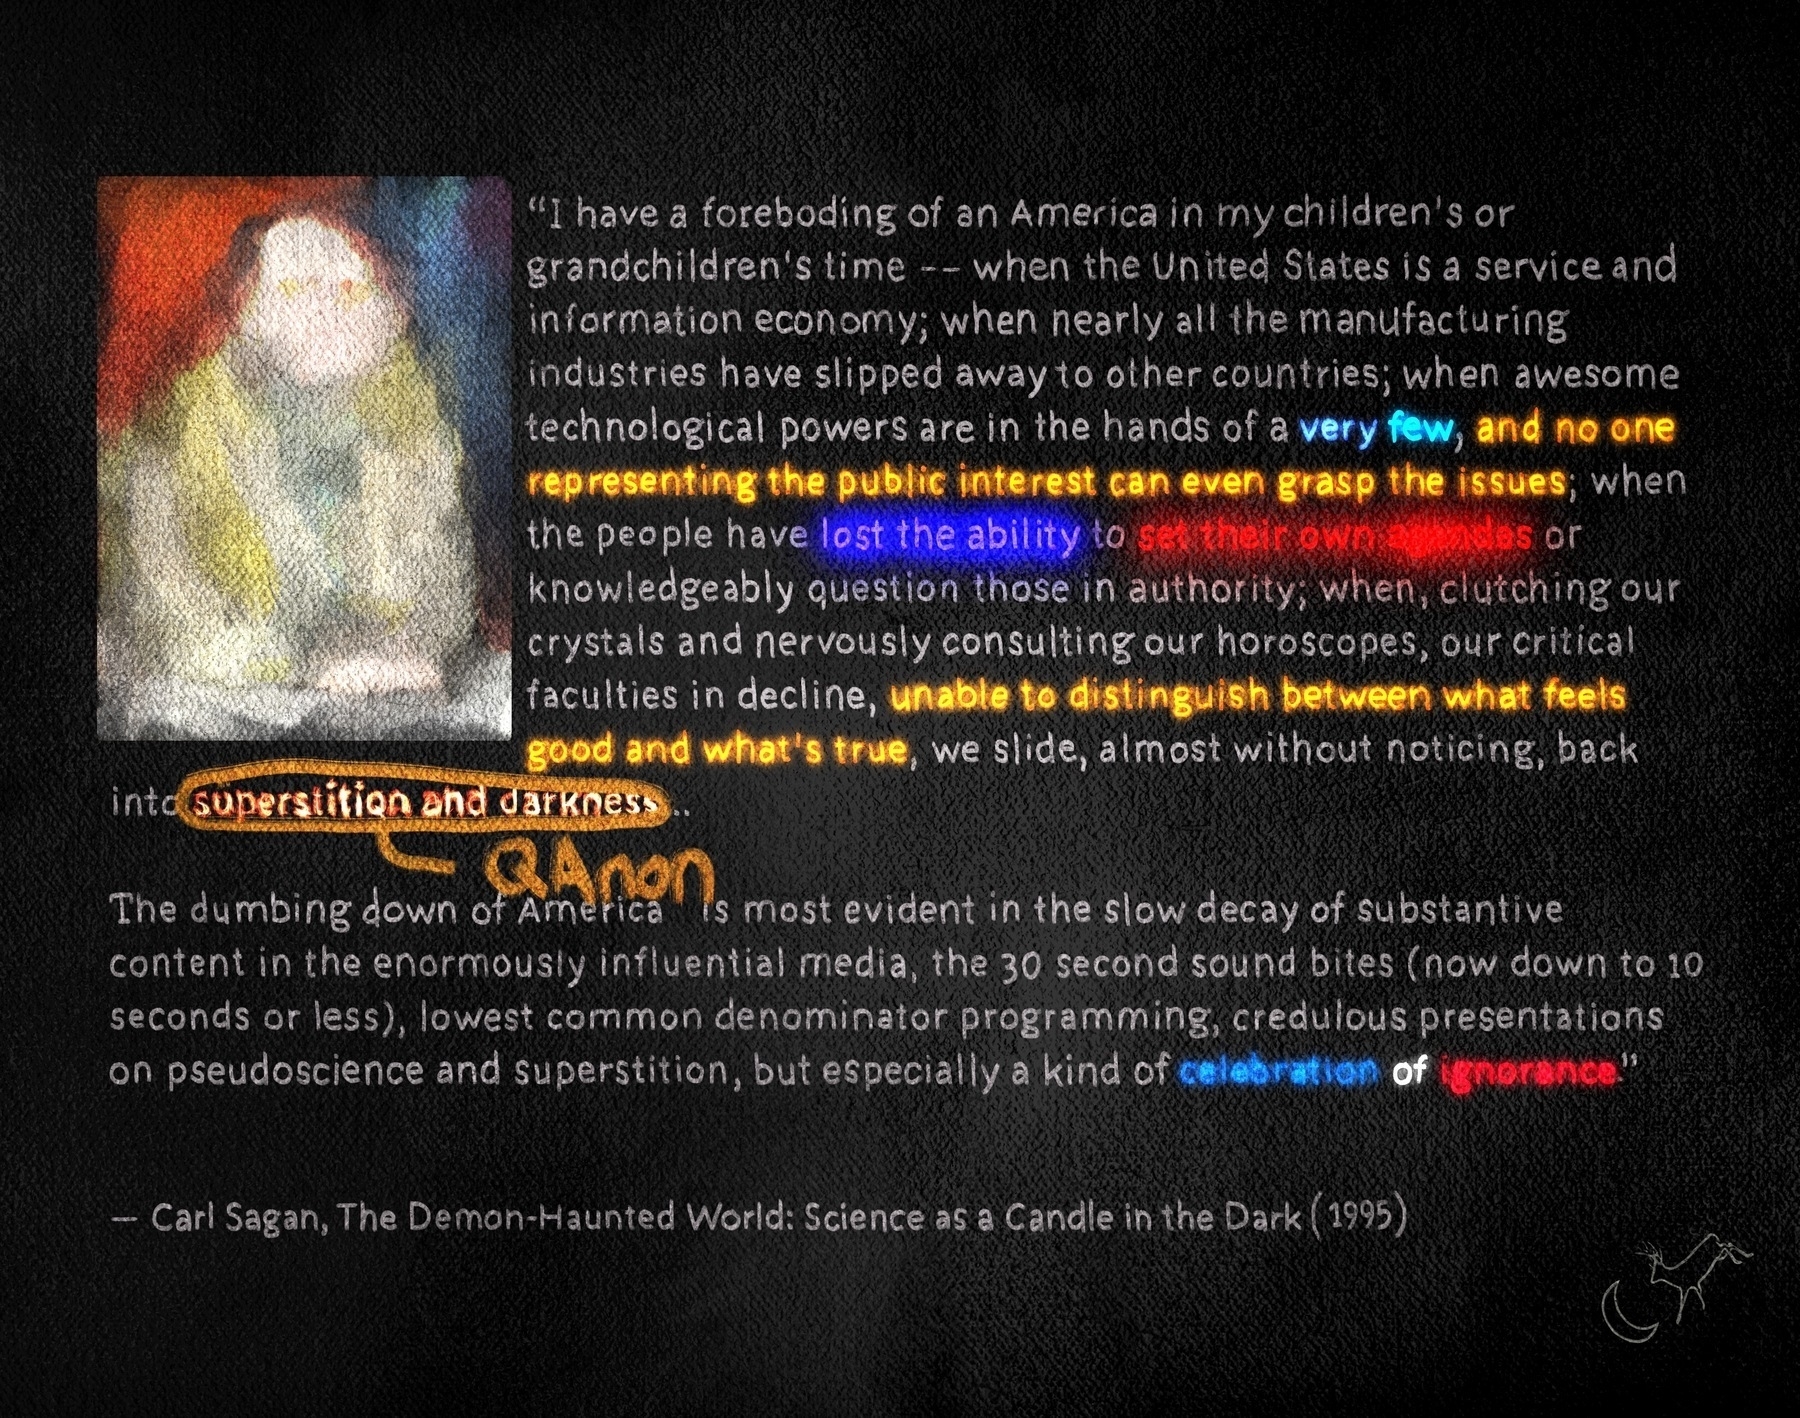 “I have a foreboding of an America in my children's or
grandchildren's time -- when the United States is a service and
information economy; when nearly all the manufacturing
industries have slipped away to other countries; when awesome
technological powers are in the hands of a very few, and no one
representing the public interest can even grasp the issues; when
the people have lost the ability to set their own agendas or
knowledgeably question those in authority; when, clutching our
crystals and nervously consulting our horoscopes, our critical
faculties in decline, unable to distinguish between what feels
good and what's true, we slide, almost without noticing, back
into superstition and darkness..
QAnon
The dumbing down of America is most evident in the slow decay of substantive
content in the enormously influential media, the 30 second sound bites (now down to 10
seconds or less), lowest common denominator programming, credulous presentations
on pseudoscience and superstition, but especially a kind of celebration of ignorance”
— Carl Sagan, The Demon-Haunted World: Science as a Candle in the Dark (1995)